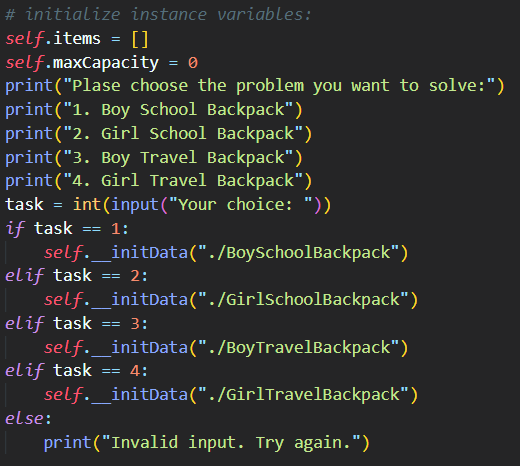 # initialize instance variables:
self.items = []
self.maxCapacity = 0
print("Plase choose the problem you want to solve:")
print("1. Boy School Backpack")
print("2. Girl School Backpack")
print("3. Boy Travel Backpack")
print("4. Girl Travel Backpack")
task = int(input("Your choice: "))
if task == 1:
    self.__initData("./BoySchoolBackpack")
elif task == 2:
    self.__initData("./GirlSchoolBackpack")
elif task == 3:
    self.__initData("./BoyTravelBackpack")
elif task == 4:
    self.__initData("./GirlTravelBackpack")
else:
    print("Invalid input. Try again.")